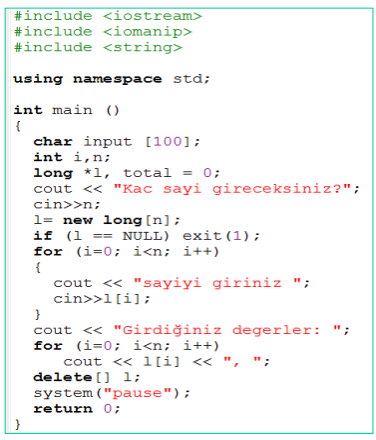 #include <iostream>
#include <iomanip>
#include <string>
using namespace std;
int main ()
{
char input [100];
int i,n;
long *l, total = 0;
cout << "Kac sayi gireceksiniz?";
cin>>n;
l= new long[n];
if (l == NULL) exit(1);
for (i=0; i<n; i++)
{
cout << "sayiyi giriniz ";
cin>>l[i];
}
cout << "Girdiğiniz degerler: ";
for (i=0; i<n; i++)
cout << l[i] << ", ";
delete[] l;
system("pause");
return 0;
}